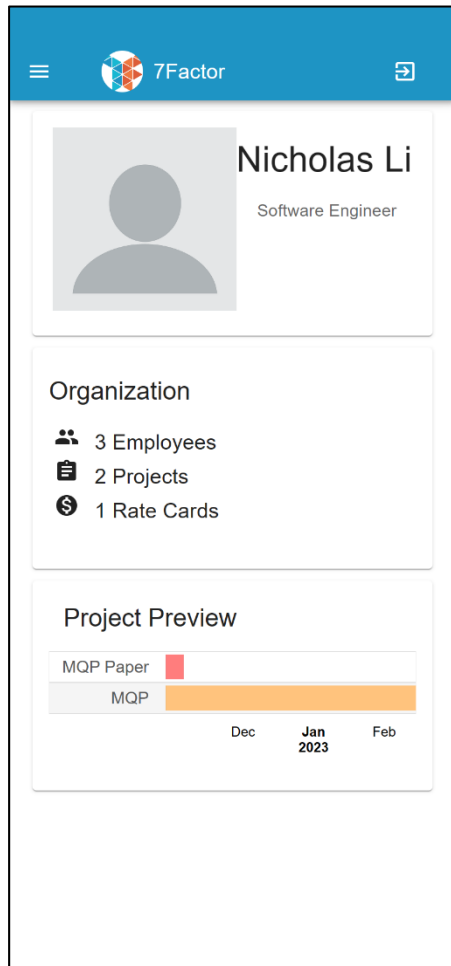 7Factor
Nicholas Li
Software Engineer
Organization
3 Employees
2 Projects
1 Rate Cards
Project Preview
MQP Paper
MQP
Dec Jan Feb
2023